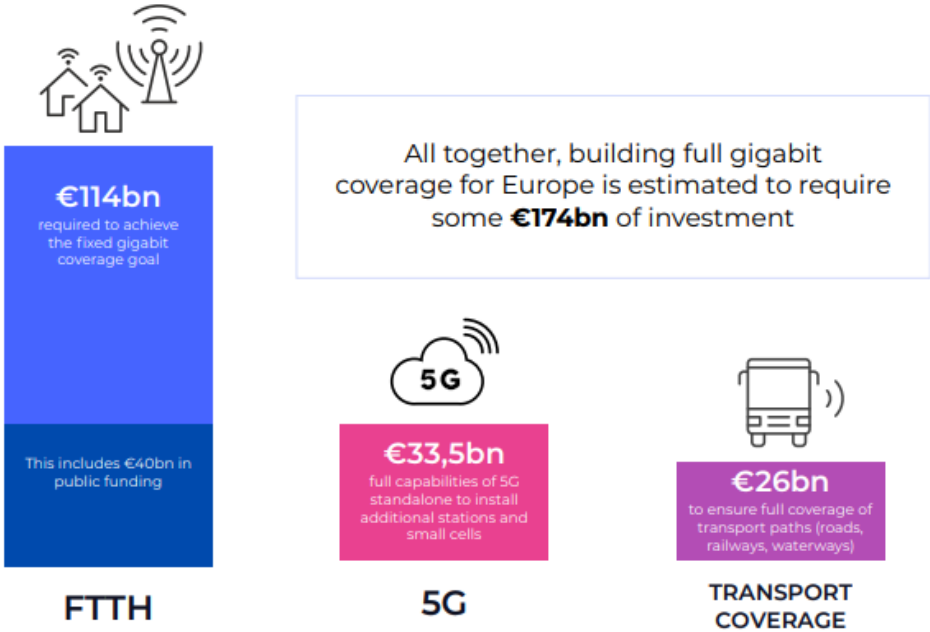 €114bn
required to achieve
the fixed gigabit
coverage goal
This includes €40bn in
public funding
FTTH
All together, building full gigabit
coverage for Europe is estimated to require
some €174bn of investment
5G
€33,5bn
full capabilities of 5G
standalone to install
additional stations and
small cells
5G
€26bn
to ensure full coverage of
transport paths (roads,
railways, waterways)
TRANSPORT
COVERAGE